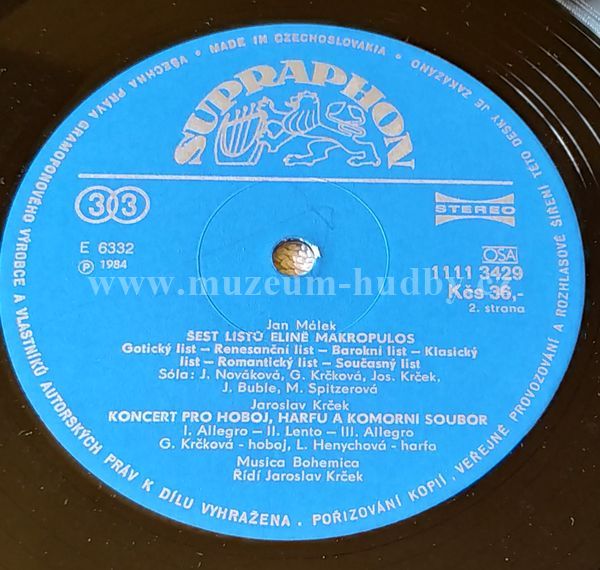 VŠECHNA PRÁVA GRAMOFONOVÉHO VÝROBCE A VLASTNÍKŮ AUTORSKÝCH PRÁV K DÍLU VYHRAŽENA . POŘIZOVÁNÍ KOPIÍ, VEŘEJNÉ PROVOZOVÁNÍ A ROZHLASOVÉ ŠÍŘENÍ TÉTO DESKY JE ZAKÁZÁNO
MADE IN CZECHOSLOVAKIA
SUPRAPHON
33
STEREO
E 6332
OSA
1111 3429
Ⓟ 1984
Kčs 36,-
2. strana
www.muzeum-hudby.
Jan Málek
ŠEST LISTŮ ELINĚ MAKROPULOS
Gotický list – Renesanční list – Barokní list – Klasický
list – Romantický list – Současný list
Sóla: J. Nováková, G. Krčková, Jos. Krček,
J. Buble, M. Spitzerová
Jaroslav Krček
KONCERT PRO HOBOJ, HARFU A KOMORNÍ SOUBOR
I. Allegro – II. Lento – III. Allegro
G. Krčková - hoboj, L. Henychová - harfa
Musica Bohemica
Řídí Jaroslav Krček